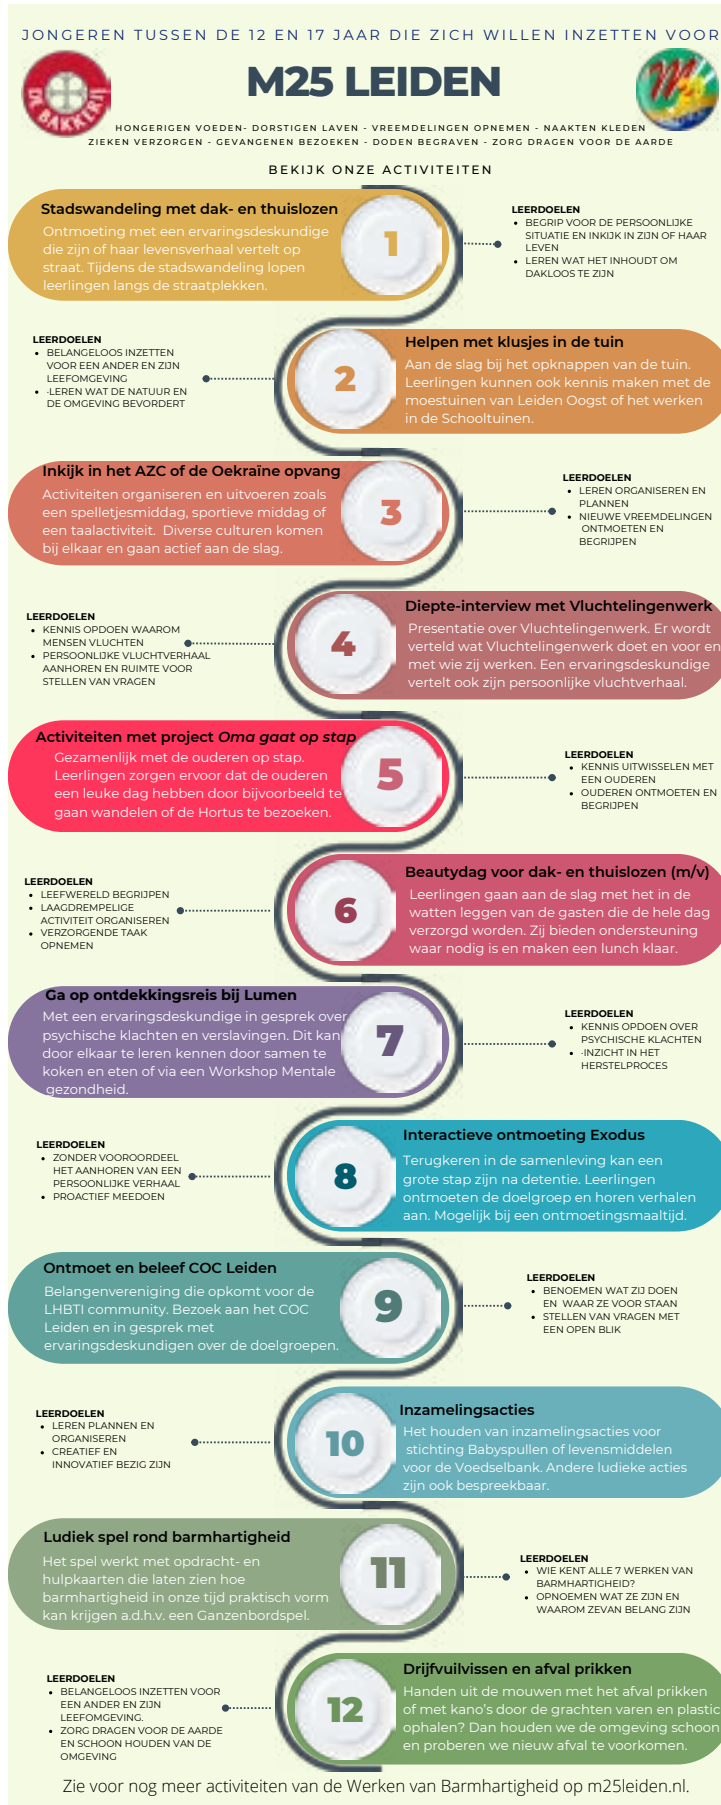 JONGEREN TUSSEN DE 12 EN 17 JAAR DIE ZICH WILLEN INZETTEN VOOR
DE BAKKERIJ
M25 LEIDEN
HONGERIGEN VOEDEN- DORSTIGEN LAVEN - VREEMDELINGEN OPNEMEN - NAAKTEN KLEDEN
ZIEKEN VERZORGEN - GEVANGENEN BEZOEKEN - DODEN BEGRAVEN - ZORG DRAGEN VOOR DE AARDE
BEKIJK ONZE ACTIVITEITEN
Stadswandeling met dak- en thuislozen
Ontmoeting met een ervaringsdeskundige
die zijn of haar levensverhaal vertelt op
straat. Tijdens de stadswandeling lopen
leerlingen langs de straatplekken.
1
LEERDOELEN
• BEGRIP VOOR DE PERSOONLIJKE
SITUATIE EN INKIJK IN ZIJN OF HAAR
LEVEN
• LEREN WAT HET INHOUDT OM
DAKLOOS TE ZIJN
LEERDOELEN
• BELANGELOOS INZETTEN
VOOR EEN ANDER EN ZIJN
LEEFOMGEVING
• -LEREN WAT DE NATUUR EN
DE OMGEVING BEVORDERT
2
Helpen met klusjes in de tuin
Aan de slag bij het opknappen van de tuin.
Leerlingen kunnen ook kennis maken met de
moestuinen van Leiden Oogst of het werken
in de Schooltuinen.
Inkijk in het AZC of de Oekraïne opvang
Activiteiten organiseren en uitvoeren zoals
een spelletjesmiddag, sportieve middag of
een taalactiviteit. Diverse culturen komen
bij elkaar en gaan actief aan de slag.
3
LEERDOELEN
• LEREN ORGANISEREN EN
PLANNEN
• NIEUWE VREEMDELINGEN
ONTMOETEN EN
BEGRIJPEN
LEERDOELEN
• KENNIS OPDOEN WAAROM
MENSEN VLUCHTEN
• PERSOONLIJKE VLUCHTVERHAAL
AANHOREN EN RUIMTE VOOR
STELLEN VAN VRAGEN
4
Diepte-interview met Vluchtelingenwerk
Presentatie over Vluchtelingenwerk. Er wordt
verteld wat Vluchtelingenwerk doet en voor en
met wie zij werken. Een ervaringsdeskundige
vertelt ook zijn persoonlijke vluchtverhaal.
Activiteiten met project Oma gaat op stap
Gezamenlijk met de ouderen op stap.
Leerlingen zorgen ervoor dat de ouderen
een leuke dag hebben door bijvoorbeeld te
gaan wandelen of de Hortus te bezoeken.
5
LEERDOELEN
• KENNIS UITWISSELEN MET
EEN OUDEREN
• OUDEREN ONTMOETEN EN
BEGRIJPEN
LEERDOELEN
• LEEFWERELD BEGRIJPEN
• LAAGDREMPELIGE
ACTIVITEIT ORGANISEREN
• VERZORGENDE TAAK
OPNEMEN
6
Beautydag voor dak- en thuislozen (m/v)
Leerlingen gaan aan de slag met het in de
watten leggen van de gasten die de hele dag
verzorgd worden. Zij bieden ondersteuning
waar nodig is en maken een lunch klaar.
Ga op ontdekkingsreis bij Lumen
Met een ervaringsdeskundige in gesprek over
psychische klachten en verslavingen. Dit kan
door elkaar te leren kennen door samen te
koken en eten of via een Workshop Mentale
gezondheid.
7
LEERDOELEN
• KENNIS OPDOEN OVER
PSYCHISCHE KLACHTEN
• -INZICHT IN HET
HERSTELPROCES
LEERDOELEN
• ZONDER VOOROORDEEL
HET AANHOREN VAN EEN
PERSOONLIJKE VERHAAL
• PROACTIEF MEEDOEN
8
Interactieve ontmoeting Exodus
Terugkeren in de samenleving kan een
grote stap zijn na detentie. Leerlingen
ontmoeten de doelgroep en horen verhalen
aan. Mogelijk bij een ontmoetingsmaaltijd.
Ontmoet en beleef COC Leiden
Belangenvereniging die opkomt voor de
LHBTI community. Bezoek aan het COC
Leiden en in gesprek met
ervaringsdeskundigen over de doelgroepen.
9
LEERDOELEN
• BENOEMEN WAT ZIJ DOEN
EN WAAR ZE VOOR STAAN
• STELLEN VAN VRAGEN MET
EEN OPEN BLIK
LEERDOELEN
• LEREN PLANNEN EN
ORGANISEREN
• CREATIEF EN
INNOVATIEF BEZIG ZIJN
10
Inzamelingsacties
Het houden van inzamelingsacties voor
stichting Babyspullen of levensmiddelen
voor de Voedselbank. Andere ludieke acties
zijn ook bespreekbaar.
Ludiek spel rond barmhartigheid
Het spel werkt met opdracht- en
hulpkaarten die laten zien hoe
barmhartigheid in onze tijd praktisch vorm
kan krijgen a.d.h.v. een Ganzenbordspel.
11
LEERDOELEN
• WIE KENT ALLE 7 WERKEN VAN
BARMHARTIGHEID?
• OPNOEMEN WAT ZE ZIJN EN
WAAROM ZEVAN BELANG ZIJN
LEERDOELEN
• BELANGELOOS INZETTEN VOOR
EEN ANDER EN ZIJN
LEEFOMGEVING.
• ZORG DRAGEN VOOR DE AARDE
EN SCHOON HOUDEN VAN DE
OMGEVING
12
Drijfvuilvissen en afval prikken
Handen uit de mouwen met het afval prikken
of met kano's door de grachten varen en plastic
ophalen? Dan houden we de omgeving schoon
en proberen we nieuw afval te voorkomen.
Zie voor nog meer activiteiten van de Werken van Barmhartigheid op m25leiden.nl.